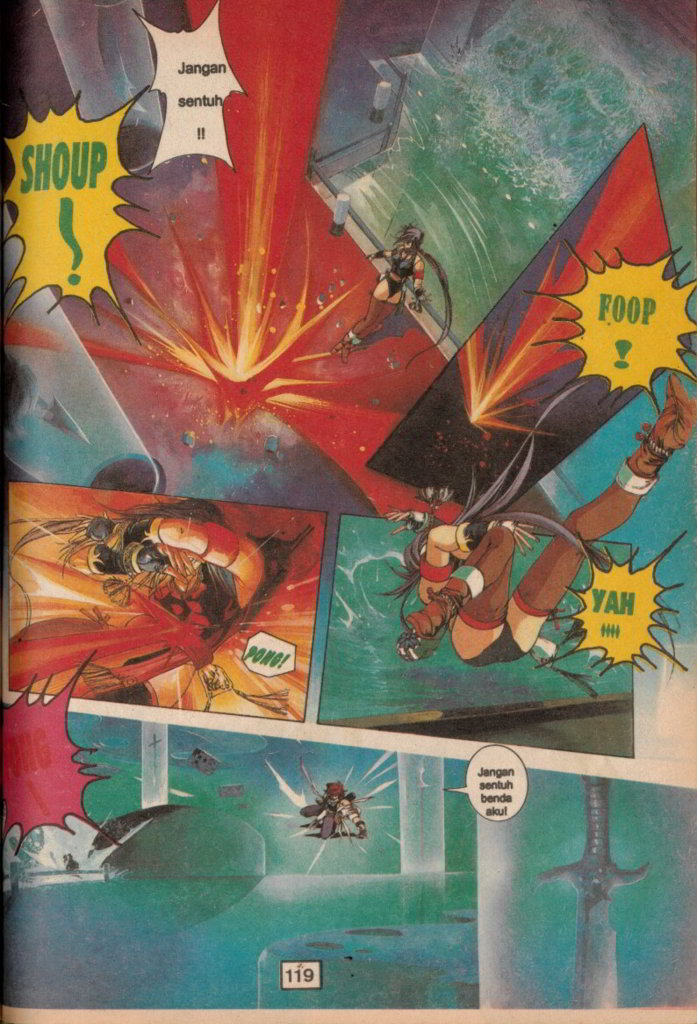 Jangan
sentuh
!!
SHOUP
!
FOOP
!
YAH
!!!!
PONG!
Jangan
sentuh
benda
aku!
119